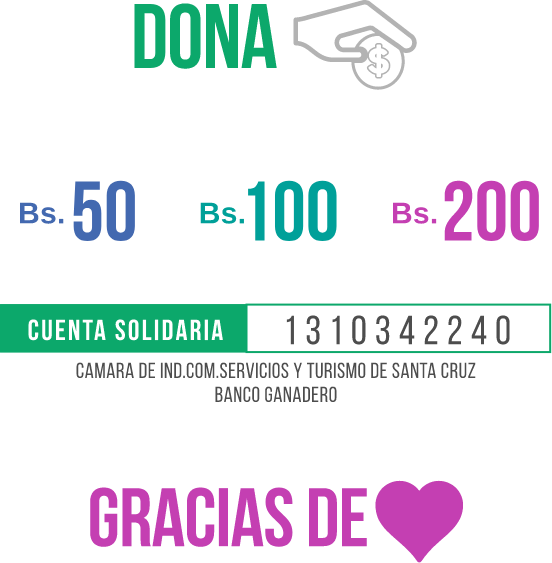 DONA
$
Bs. 50 Bs. 100 Bs. 200
CUENTA SOLIDARIA 1310342240
CAMARA DE IND.COM.SERVICIOS Y TURISMO DE SANTA CRUZ
BANCO GANADERO
GRACIAS DE